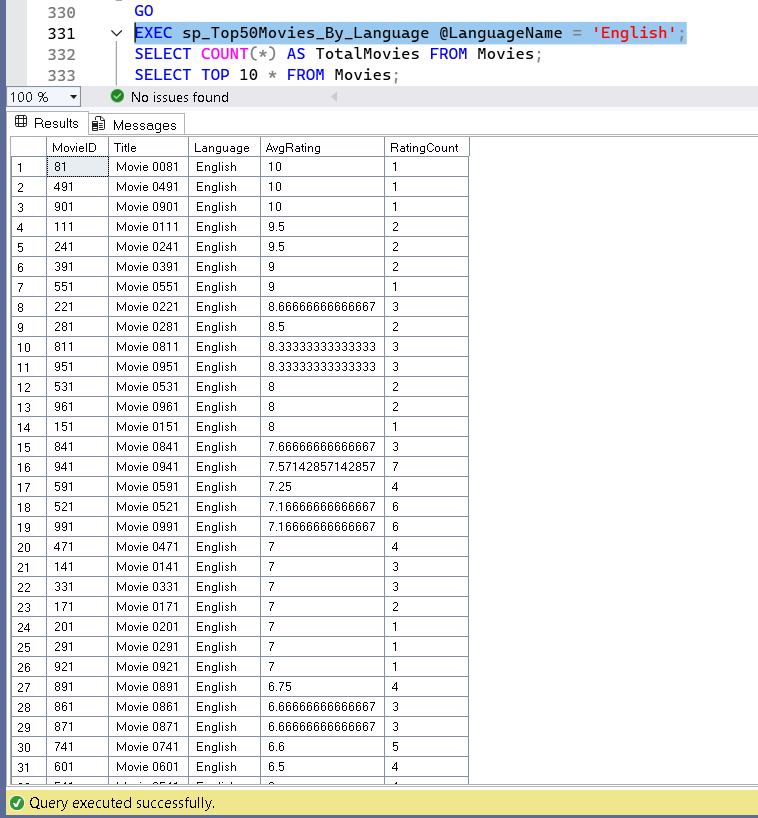 330 GO
331 EXEC sp_Top50Movies_By_Language @LanguageName = 'English';
332 SELECT COUNT(*) AS TotalMovies FROM Movies;
333 SELECT TOP 10 * FROM Movies;
100 % No issues found
Results Messages
MovieID Title Language AvgRating RatingCount
1 81 Movie 0081 English 10 1
2 491 Movie 0491 English 10 1
3 901 Movie 0901 English 10 1
4 111 Movie 0111 English 9.5 2
5 241 Movie 0241 English 9.5 2
6 391 Movie 0391 English 9 2
7 551 Movie 0551 English 9 1
8 221 Movie 0221 English 8.66666666666667 3
9 281 Movie 0281 English 8.5 2
10 811 Movie 0811 English 8.33333333333333 3
11 951 Movie 0951 English 8.33333333333333 3
12 531 Movie 0531 English 8 2
13 961 Movie 0961 English 8 2
14 151 Movie 0151 English 8 1
15 841 Movie 0841 English 7.66666666666667 3
16 941 Movie 0941 English 7.57142857142857 7
17 591 Movie 0591 English 7.25 4
18 521 Movie 0521 English 7.16666666666667 6
19 991 Movie 0991 English 7.16666666666667 6
20 471 Movie 0471 English 7 4
21 141 Movie 0141 English 7 3
22 331 Movie 0331 English 7 3
23 171 Movie 0171 English 7 2
24 201 Movie 0201 English 7 1
25 291 Movie 0291 English 7 1
26 921 Movie 0921 English 7 1
27 891 Movie 0891 English 6.75 4
28 861 Movie 0861 English 6.66666666666667 3
29 871 Movie 0871 English 6.66666666666667 3
30 741 Movie 0741 English 6.6 5
31 601 Movie 0601 English 6.5 4
Query executed successfully.